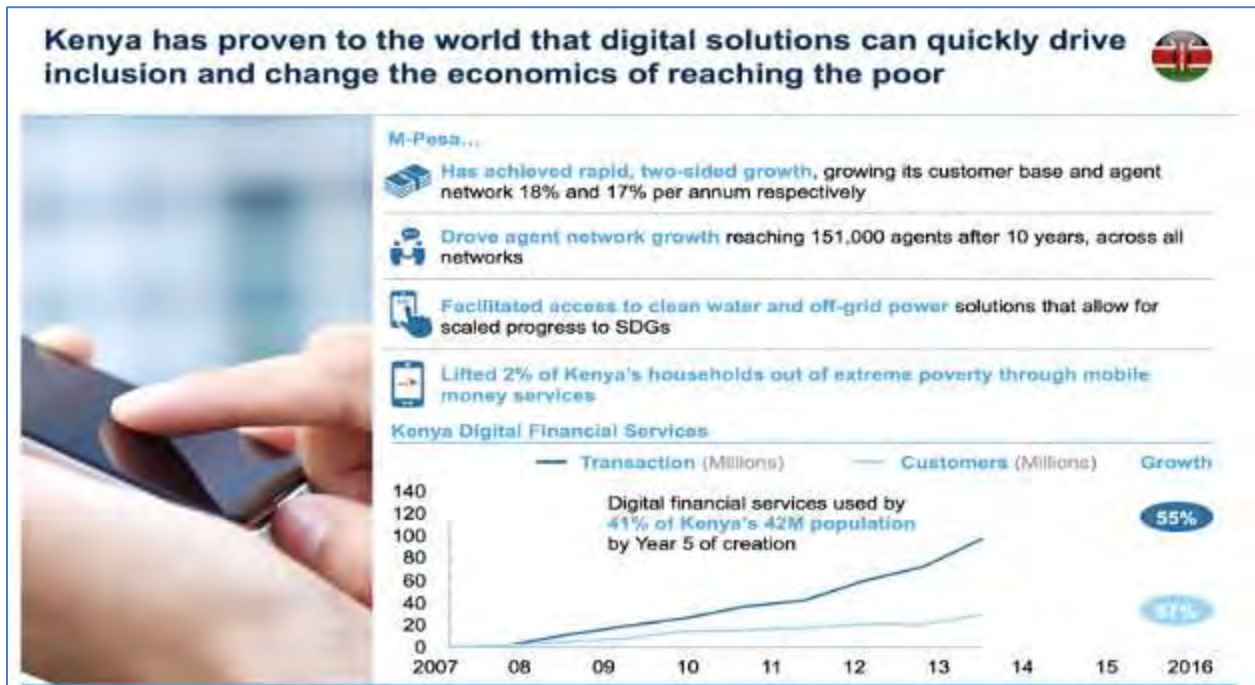 Kenya has proven to the world that digital solutions can quickly drive
inclusion and change the economics of reaching the poor
M-Pesa...
Has achieved rapid, two-sided growth, growing its customer base and agent
network 18% and 17% per annum respectively
Drove agent network growth reaching 151,000 agents after 10 years, across all
networks
Facilitated access to clean water and off-grid power solutions that allow for
scaled progress to SDGs
Lifted 2% of Kenya's households out of extreme poverty through mobile
money services
Kenya Digital Financial Services
Transaction (Millions) Customers (Millions) Growth
Digital financial services used by
41% of Kenya's 42M population
by Year 5 of creation
140
120
100
80
60
40
20
0
2007 08 09 10 11 12 13 14 15 2016
55%